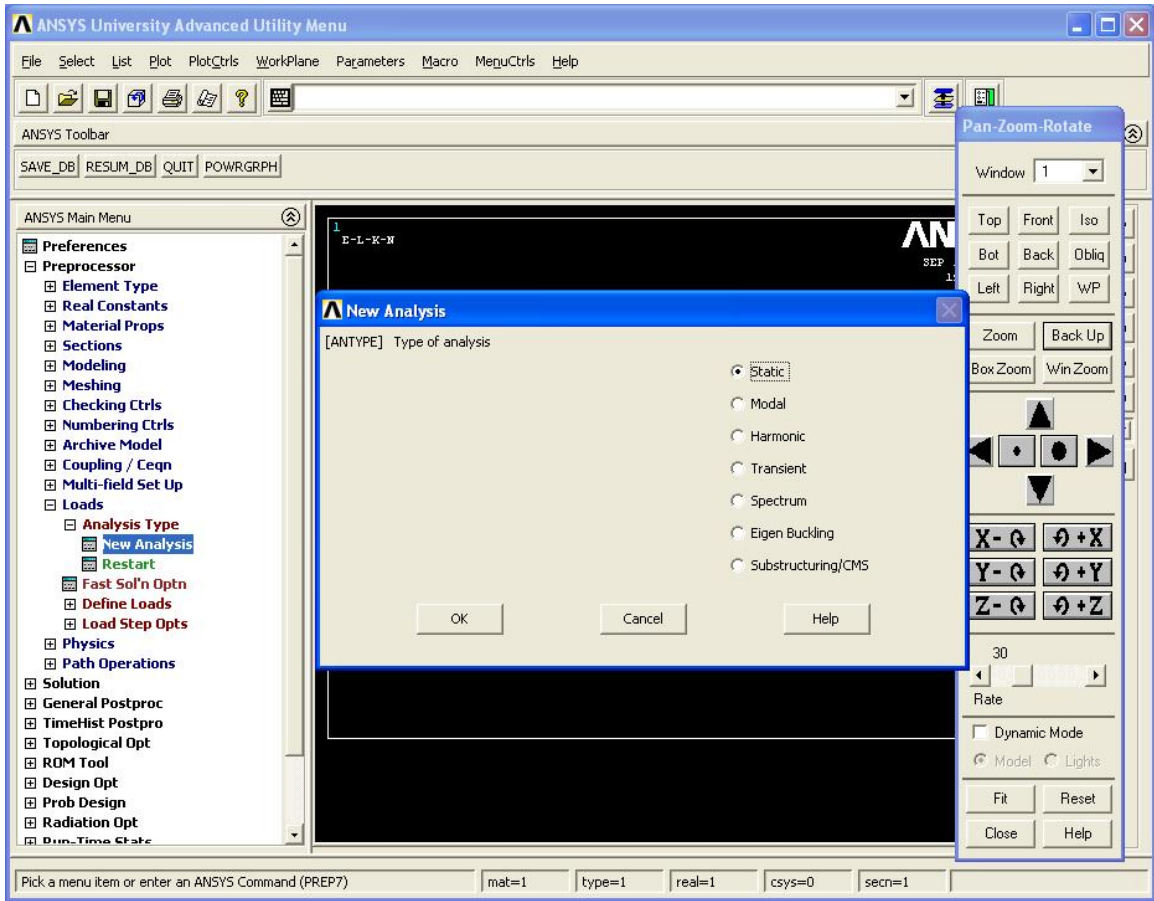 ANSYS University Advanced Utility Menu
File Select List Plot PlotCtrls WorkPlane Parameters Macro MenuCtrls Help
ANSYS Toolbar
SAVE_DB RESUM_DB QUIT POWRGRPH
ANSYS Main Menu
Preferences
Preprocessor
Element Type
Real Constants
Material Props
Sections
Modeling
Meshing
Checking Ctrls
Numbering Ctrls
Archive Model
Coupling / Ceqn
Multi-field Set Up
Loads
Analysis Type
New Analysis
Restart
Fast Sol'n Optn
Define Loads
Load Step Opts
Physics
Path Operations
Solution
General Postproc
TimeHist Postpro
Topological Opt
ROM Tool
Design Opt
Prob Design
Radiation Opt
Run-Time Stats
1
E-L-K-N
AN
SEP
New Analysis
[ANTYPE] Type of analysis
Static
Modal
Harmonic
Transient
Spectrum
Eigen Buckling
Substructuring/CMS
OK Cancel Help
Pan-Zoom-Rotate
Window 1
Top Front Iso
Bot Back Obliq
Left Right WP
Zoom Back Up
Box Zoom Win Zoom
X- +X
Y- +Y
Z- +Z
30
Rate
Dynamic Mode
Model Lights
Fit Reset
Close Help
Pick a menu item or enter an ANSYS Command (PREP7) mat=1 type=1 real=1 csys=0 secn=1